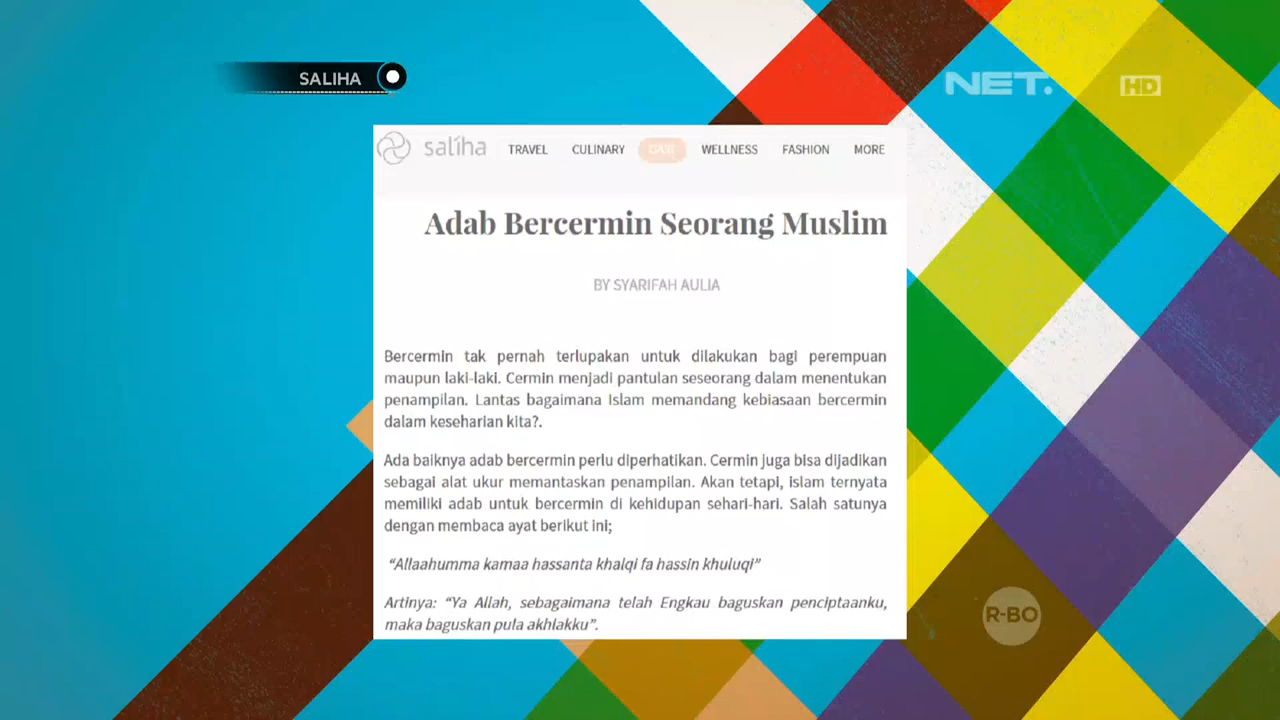 SALIHA
NET.
HD
saliha
TRAVEL CULINARY WELLNESS FASHION MORE
Adab Bercermin Seorang Muslim
BY SYARIFAH AULIA
Bercermin tak pernah terlupakan untuk dilakukan bagi perempuan
maupun laki-laki. Cermin menjadi pantulan seseorang dalam menentukan
penampilan. Lantas bagaimana Islam memandang kebiasaan bercermin
dalam keseharian kita?.
Ada baiknya adab bercermin perlu diperhatikan. Cermin juga bisa dijadikan
sebagai alat ukur memantaskan penampilan. Akan tetapi, islam ternyata
memiliki adab untuk bercermin di kehidupan sehari-hari. Salah satunya
dengan membaca ayat berikut ini;
“Allaahumma kamaa hassanta khalqi fa hassin khuluqi”
Artinya: “Ya Allah, sebagaimana telah Engkau baguskan penciptaanku,
maka baguskan pula akhlakku”.
R-BO